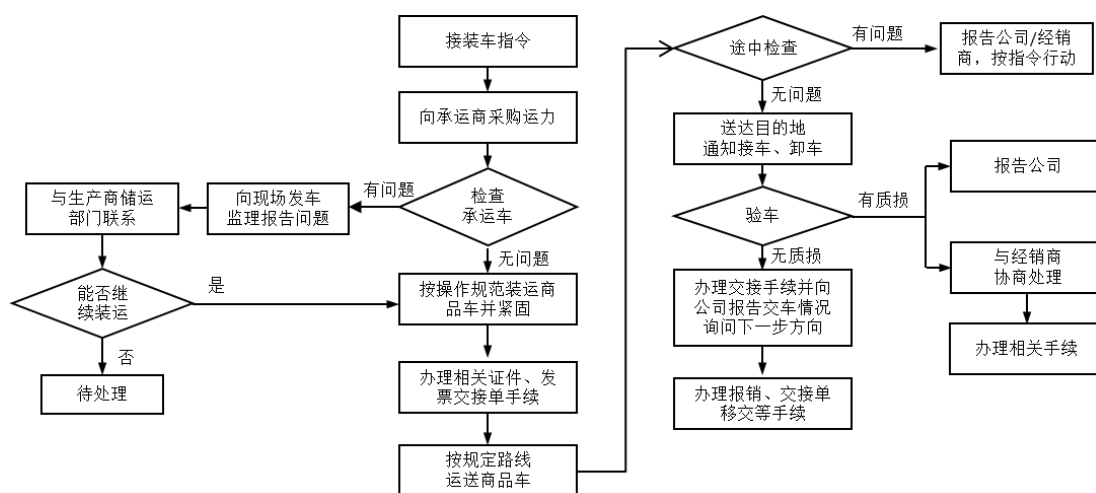 接装车指令
向承运商采购运力
检查
承运车
有问题
向现场发车
监理报告问题
与生产商储运
部门联系
能否继
续装运
是
否
待处理
无问题
按操作规范装运商
品车并紧固
办理相关证件、发
票交接单手续
按规定路线
运送商品车
途中检查
有问题
报告公司/经销
商，按指令行动
无问题
送达目的地
通知接车、卸车
验车
有质损
报告公司
与经销商
协商处理
办理相关手续
无质损
办理交接手续并向
公司报告交车情况
询问下一步方向
办理报销、交接单
移交等手续